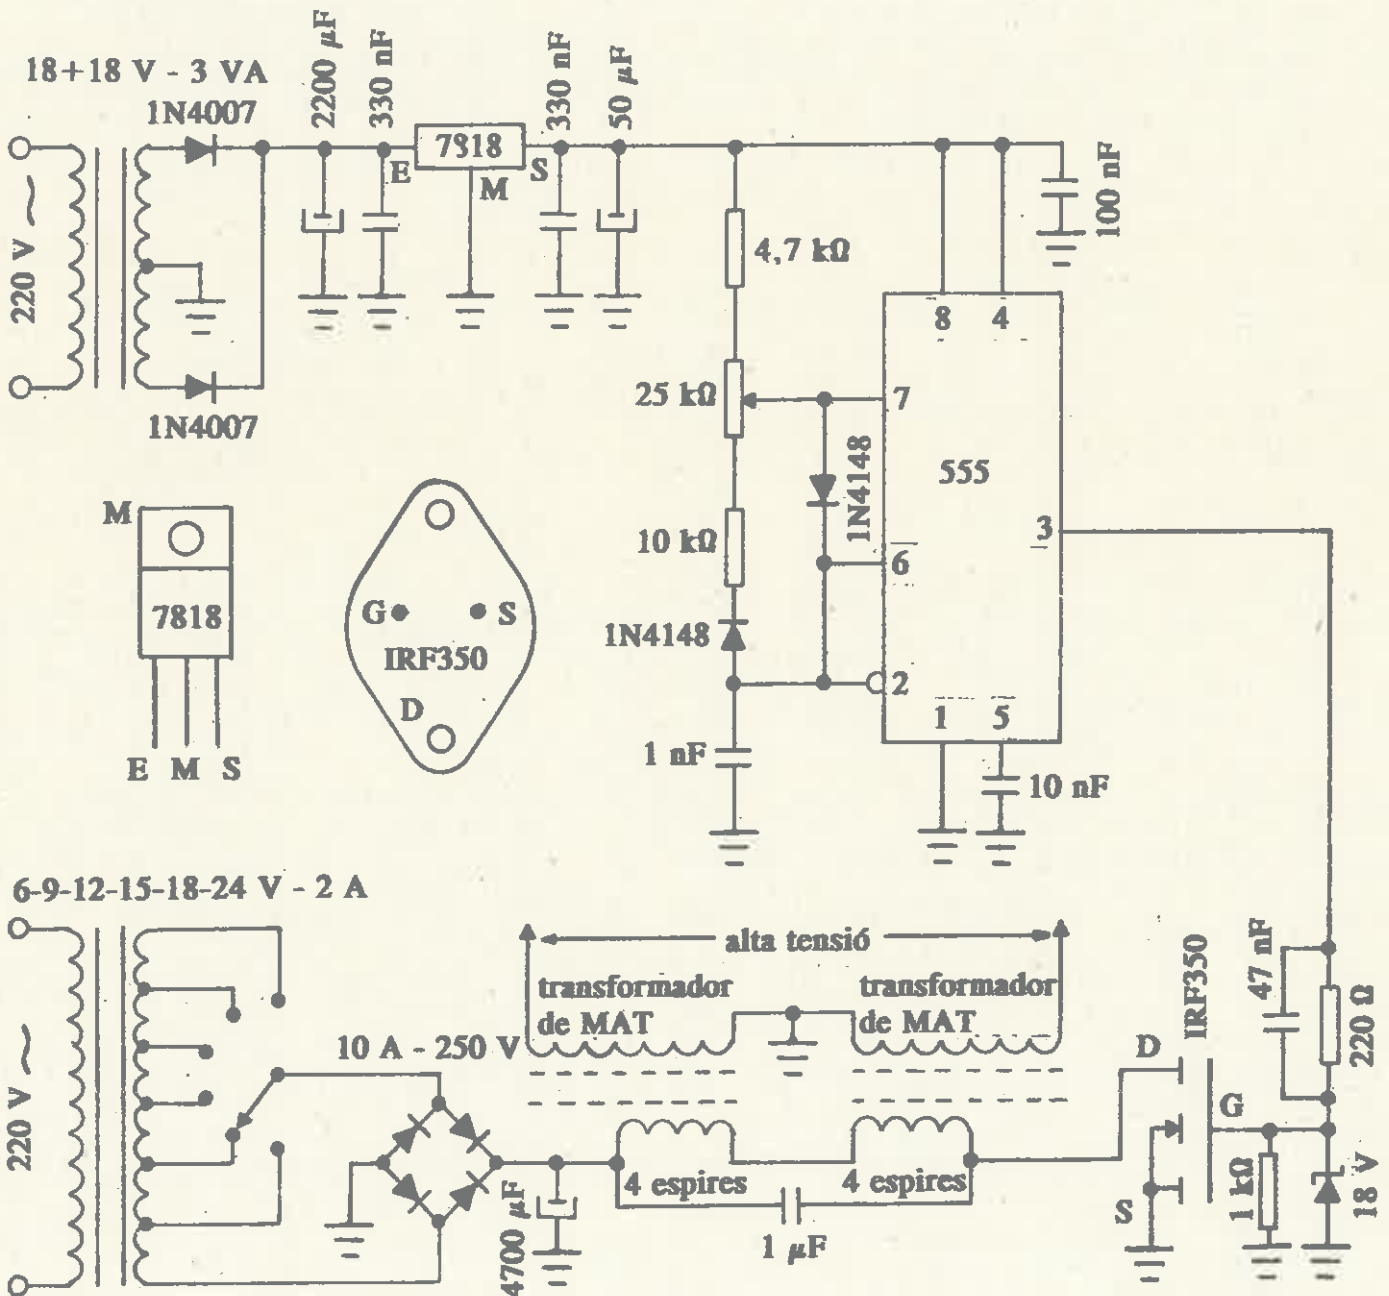 18+18 V - 3 VA
1N4007
2200 µF
330 nF
7818
E
M
S
330 nF
50 µF
220 V ~
1N4007
4,7 kΩ
100 nF
8
4
25 kΩ
7
1N4148
555
10 kΩ
6
3
1N4148
2
1
5
1 nF
10 nF
M
7818
E M S
G
S
IRF350
D
6-9-12-15-18-24 V - 2 A
220 V ~
10 A - 250 V
4700 µF
alta tensió
transformador
de MAT
transformador
de MAT
4 espires
4 espires
1 µF
IRF350
D
G
S
47 nF
220 Ω
1 kΩ
18 V